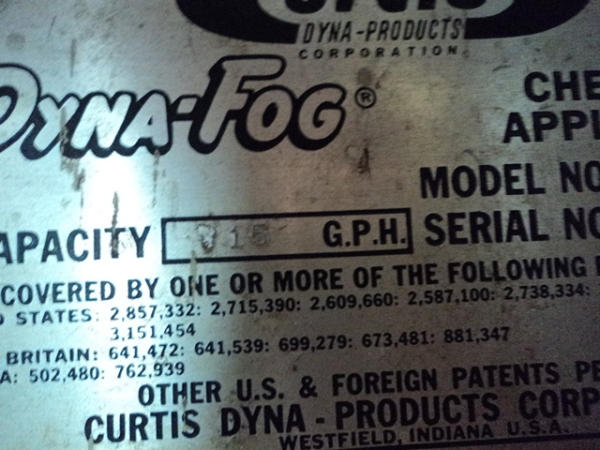 DYNA-PRODUCTS
CORPORATION
DYNA-FOG®
CHE
APPL
MODEL NO
APACITY 15 G.P.H. SERIAL NO
COVERED BY ONE OR MORE OF THE FOLLOWING
STATES: 2,857,332: 2,715,390: 2,609,660: 2,587,100: 2,738,334:
3,151,454
BRITAIN: 641,472: 641,539: 699,279: 673,481: 881,347
A: 502,480: 762,939
OTHER U.S. & FOREIGN PATENTS PE
CURTIS DYNA-PRODUCTS CORP
WESTFIELD, INDIANA U.S.A.